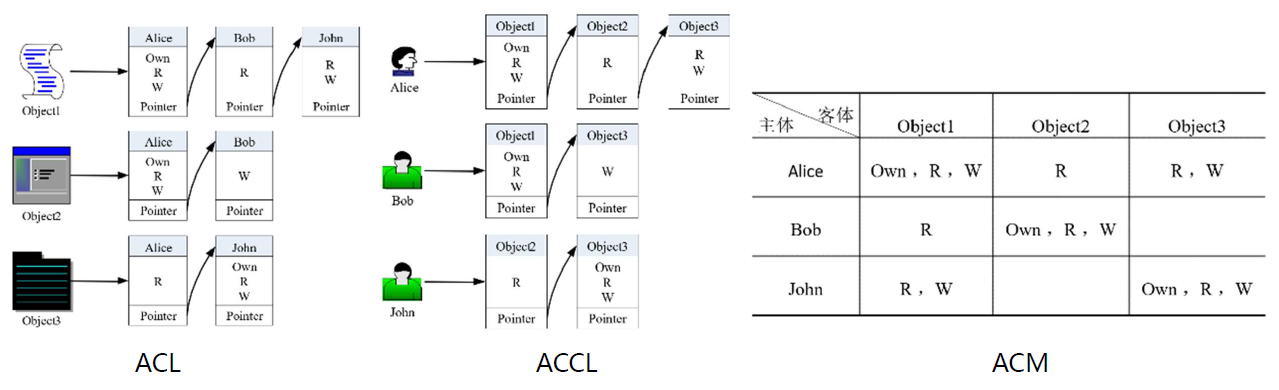 Alice
Own
R
W
Pointer
Bob
R
Pointer
John
R
W
Pointer
Object1
Alice
Own
R
W
Pointer
Bob
W
Pointer
Object2
Alice
R
Pointer
John
Own
R
W
Pointer
Object3
ACL
Object1
Own
R
W
Pointer
Object2
R
Pointer
Object3
R
W
Pointer
Alice
Object1
Own
R
W
Pointer
Object3
W
Pointer
Bob
Object2
R
Pointer
Object3
Own
R
W
Pointer
John
ACCL
主体 客体 Object1 Object2 Object3
Alice Own , R , W R R , W
Bob R Own , R , W
John R , W Own , R , W
ACM